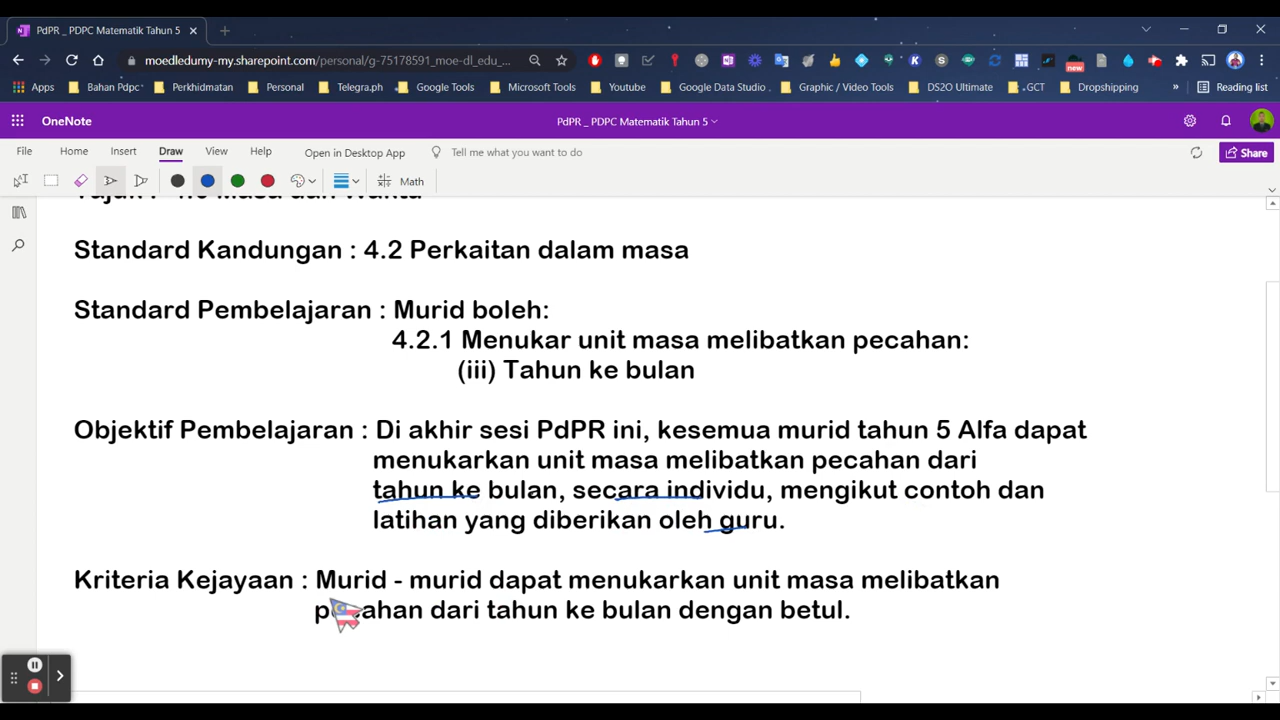 PdPR _ PDPC Matematik Tahun 5
moedledumy-my.sharepoint.com/personal/g-75178591_moe-dl_edu_...
new
Apps Bahan Pdpc Perkhidmatan Personal Telegra.ph Google Tools Microsoft Tools Youtube Google Data Studio Graphic / Video Tools DS2O Ultimate GCT Dropshipping » Reading list
OneNote PdPR _ PDPC Matematik Tahun 5
File Home Insert Draw View Help Open in Desktop App Tell me what you want to do Share
Math
Standard Kandungan : 4.2 Perkaitan dalam masa
Standard Pembelajaran : Murid boleh:
4.2.1 Menukar unit masa melibatkan pecahan:
(iii) Tahun ke bulan
Objektif Pembelajaran : Di akhir sesi PdPR ini, kesemua murid tahun 5 Alfa dapat
menukarkan unit masa melibatkan pecahan dari
tahun ke bulan, secara individu, mengikut contoh dan
latihan yang diberikan oleh guru.
Kriteria Kejayaan : Murid - murid dapat menukarkan unit masa melibatkan
pecahan dari tahun ke bulan dengan betul.